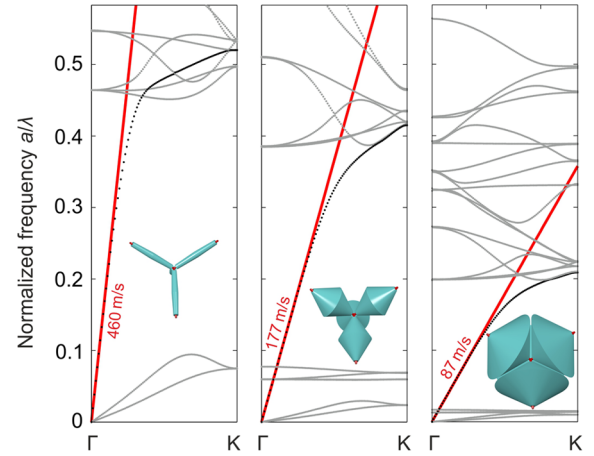 Normalized frequency a/λ
0.5
0.4
0.3
0.2
0.1
0
460 m/s
177 m/s
87 m/s
Γ K Γ K Γ K